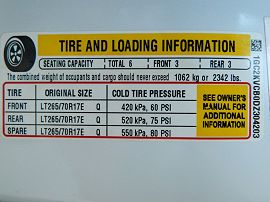 TIRE AND LOADING INFORMATION
SEATING CAPACITY TOTAL 6 FRONT 3 REAR 3
The combined weight of occupants and cargo should never exceed 1062 kg or 2342 lbs.
TIRE ORIGINAL SIZE COLD TIRE PRESSURE
FRONT LT265/70R17E Q 420 kPa, 60 PSI
REAR LT265/70R17E Q 520 kPa, 75 PSI
SPARE LT265/70R17E Q 550 kPa, 80 PSI
SEE OWNER'S
MANUAL FOR
ADDITIONAL
INFORMATION
1GC2KVCB0DZ304203